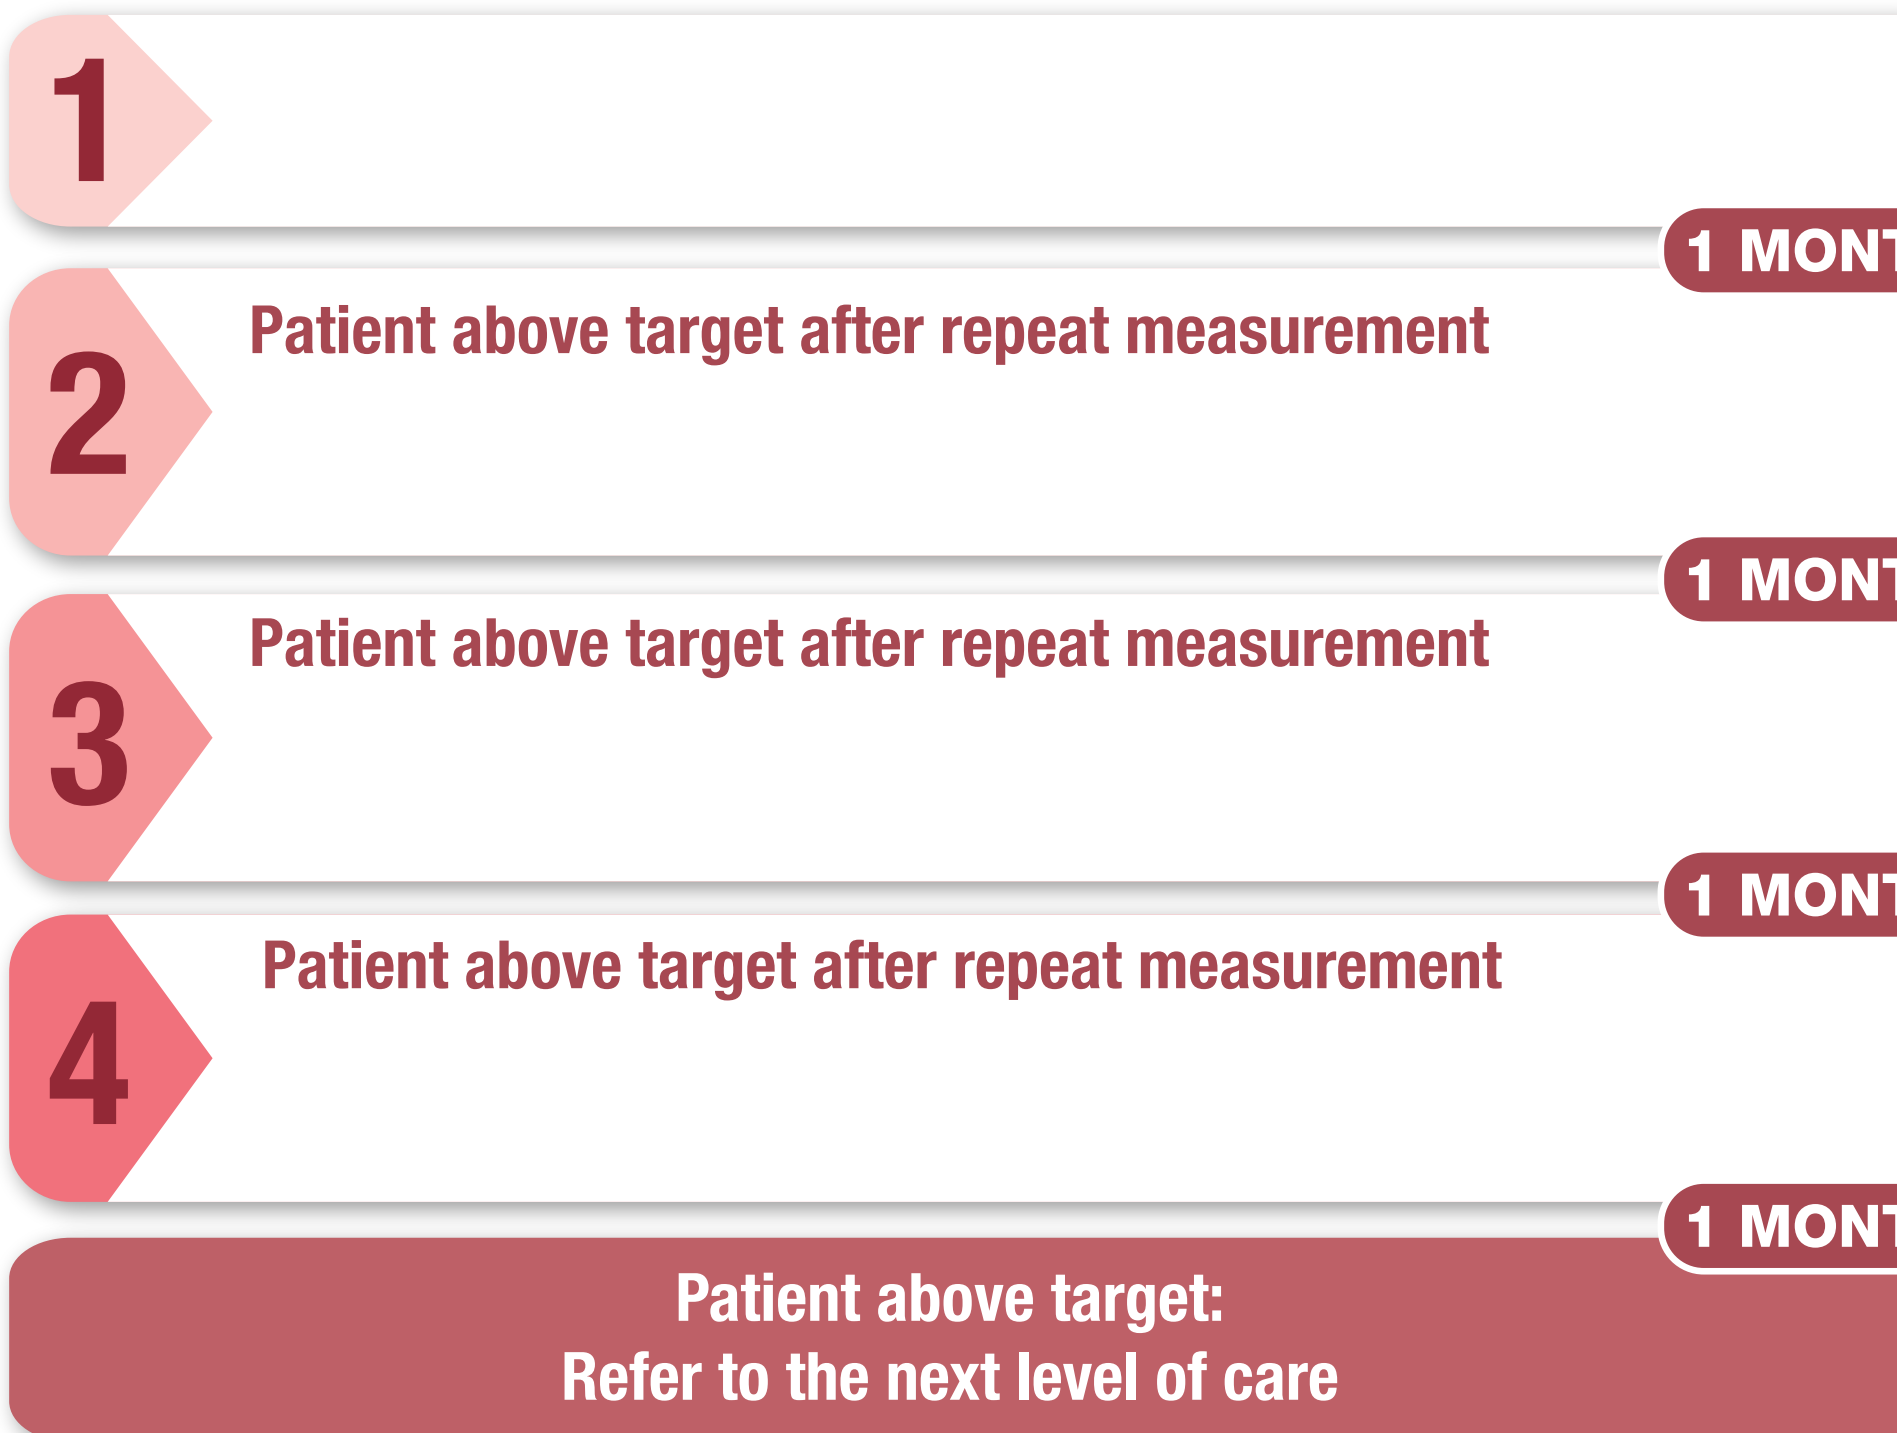 1
1 MONT
2
Patient above target after repeat measurement
1 MONT
3
Patient above target after repeat measurement
1 MONT
4
Patient above target after repeat measurement
1 MONT
Patient above target:
Refer to the next level of care